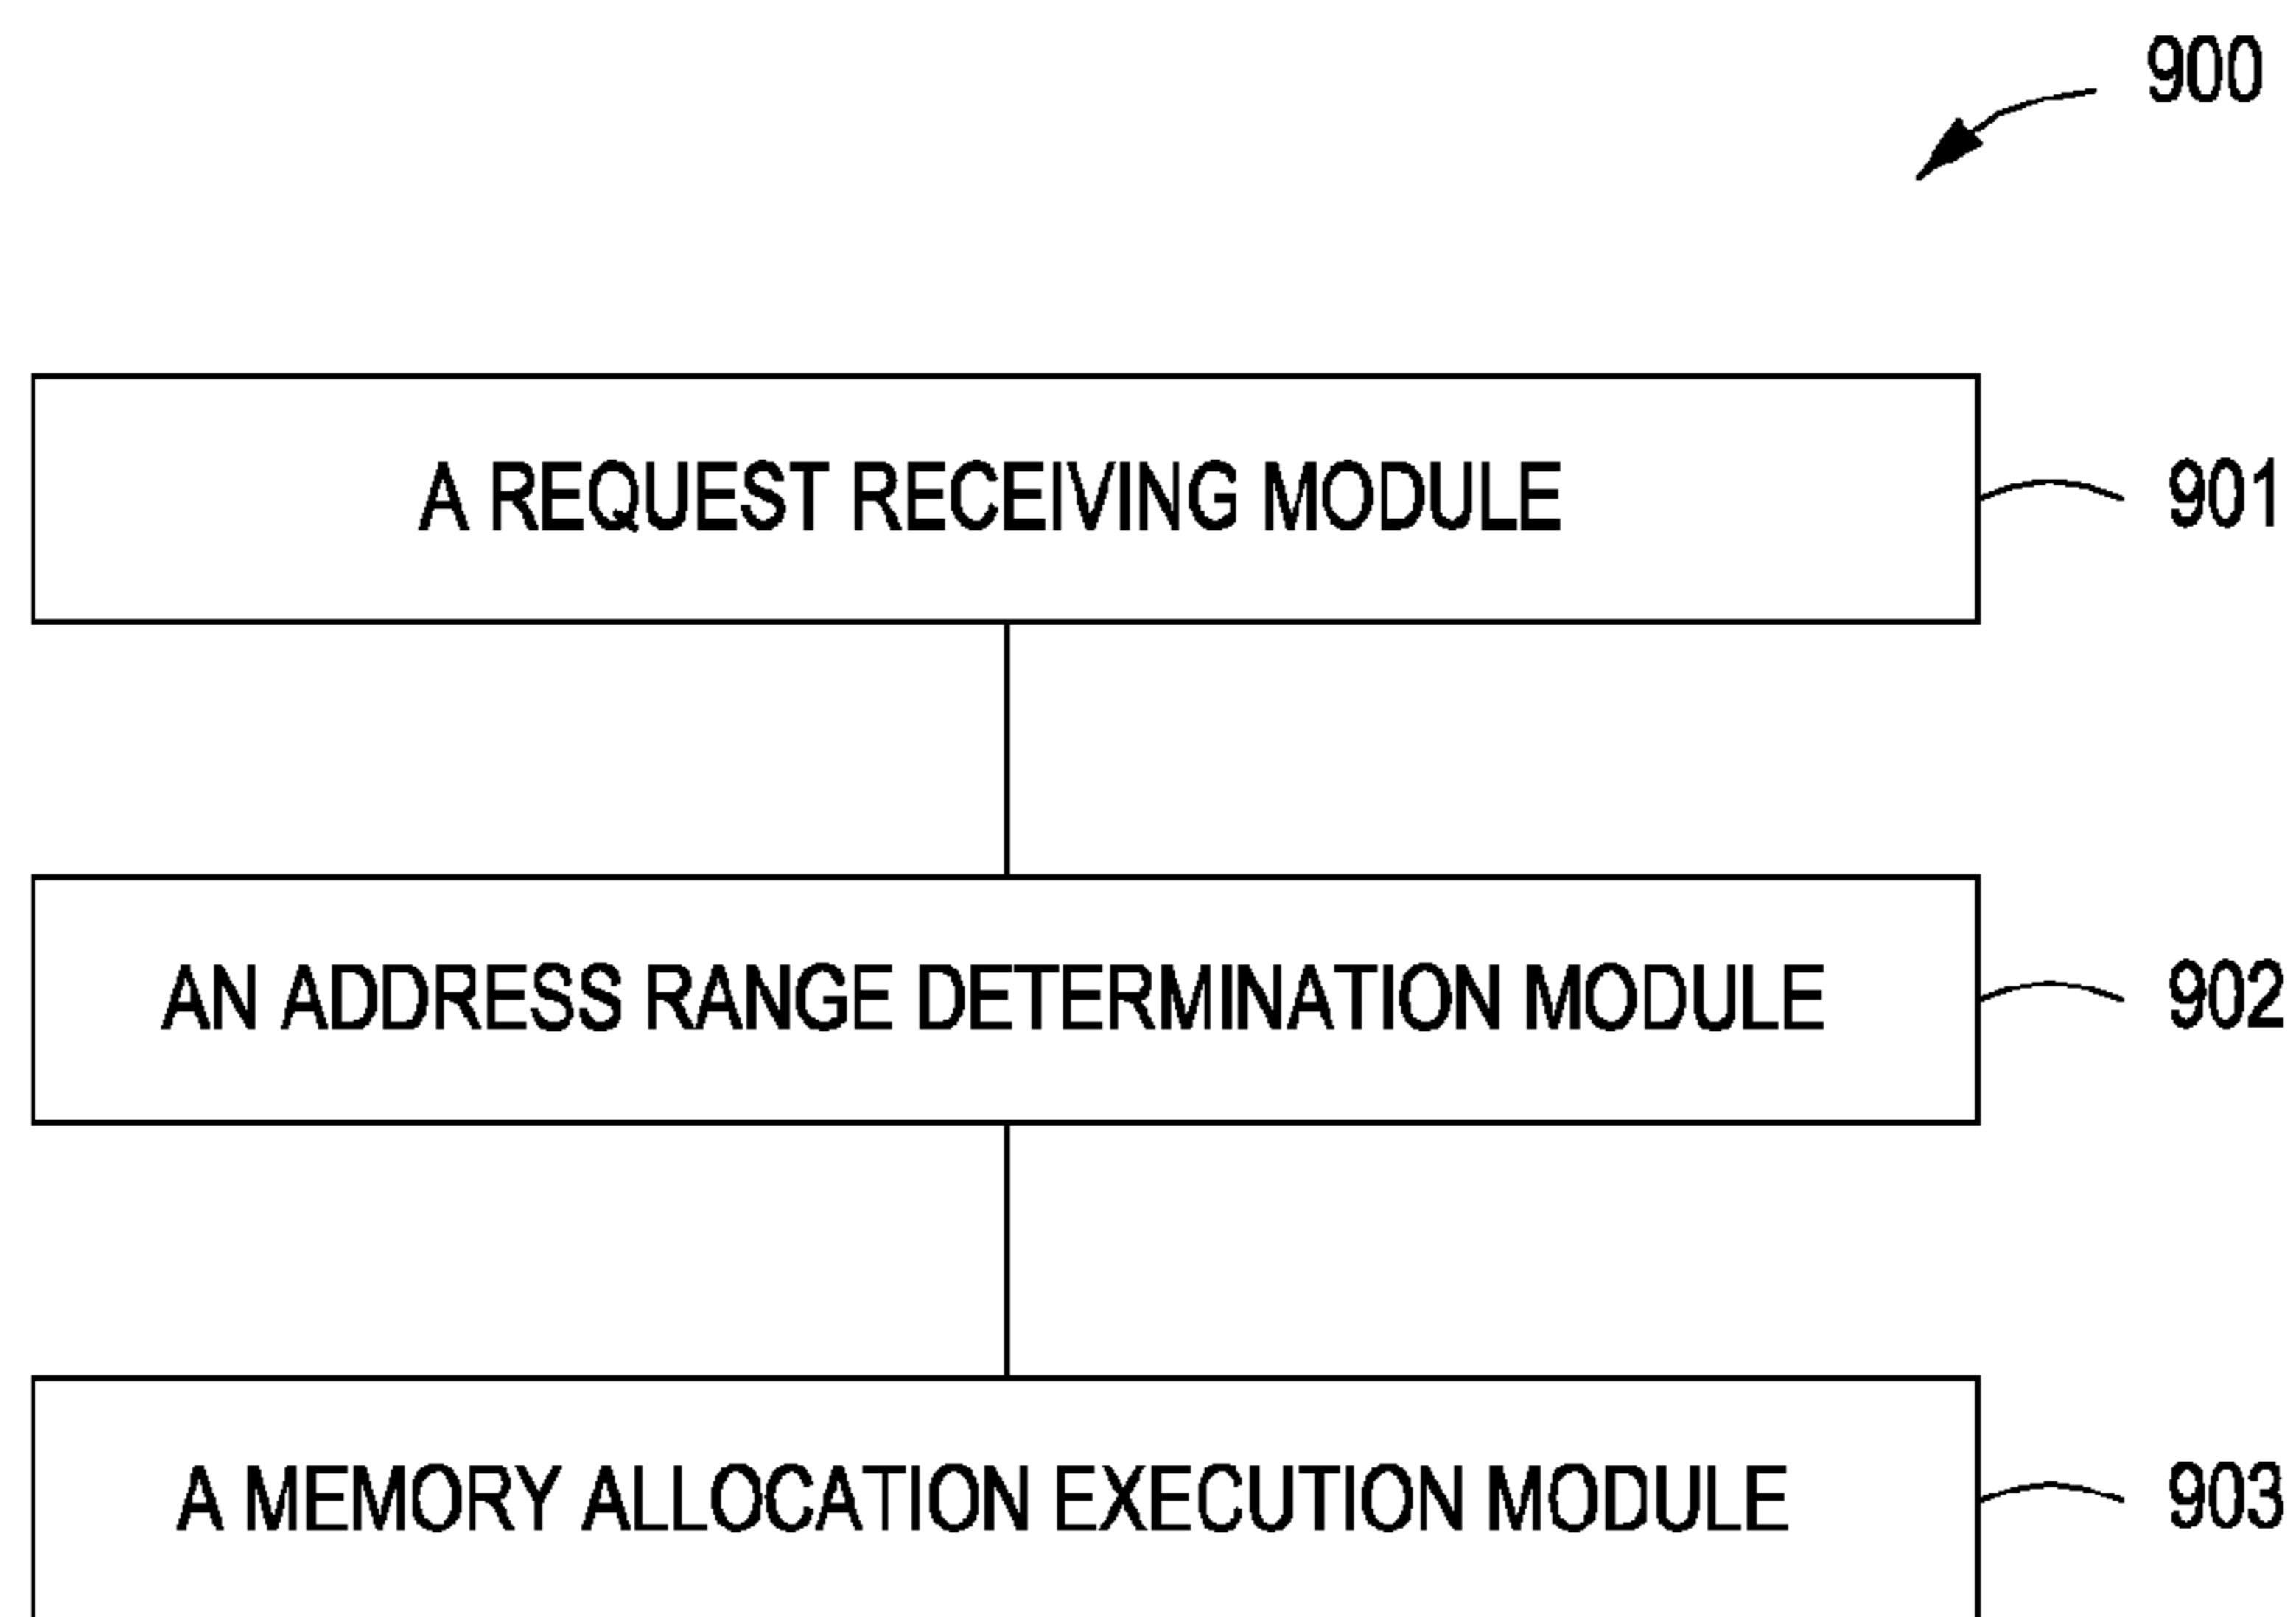 900
A REQUEST RECEIVING MODULE
901
AN ADDRESS RANGE DETERMINATION MODULE
902
A MEMORY ALLOCATION EXECUTION MODULE
903